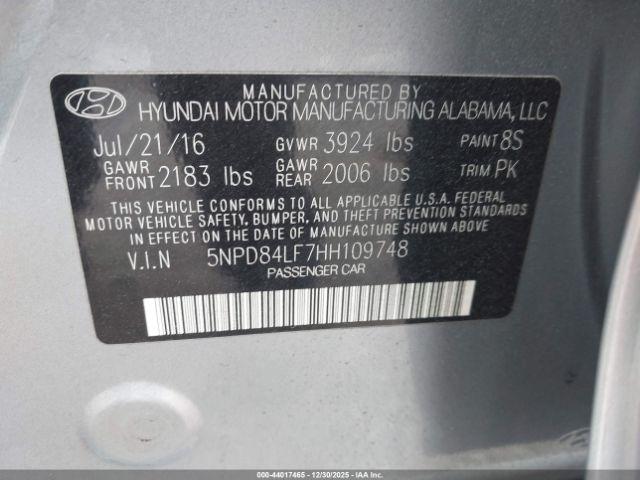 MANUFACTURED BY
HYUNDAI MOTOR MANUFACTURING ALABAMA, LLC
Jul/21/16 GVWR 3924 lbs PAINT 8S
GAWR FRONT 2183 lbs GAWR REAR 2006 lbs TRIM PK
THIS VEHICLE CONFORMS TO ALL APPLICABLE U.S.A. FEDERAL
MOTOR VEHICLE SAFETY, BUMPER, AND THEFT PREVENTION
STANDARDS IN EFFECT ON THE DATE OF MANUFACTURE SHOWN ABOVE.
V.I.N 5NPD84LF7HH109748
PASSENGER CAR
000-44017465 - 12/30/2025 - COPYRIGHT IAA, LLC.